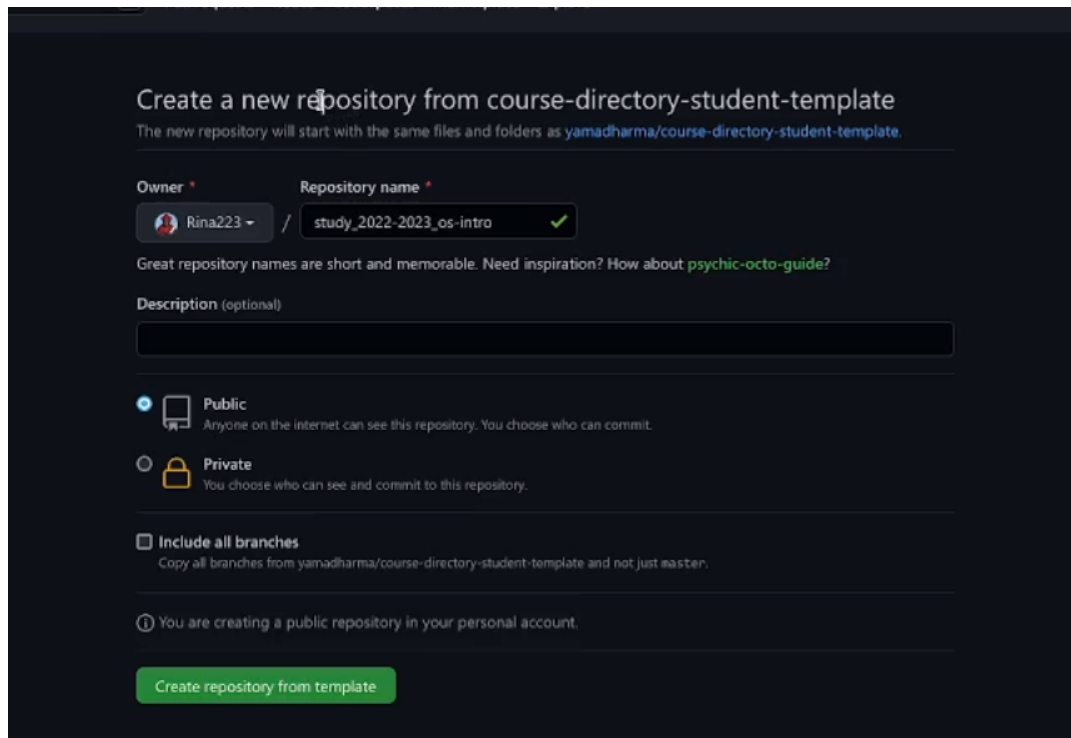 Create a new repository from course-directory-student-template
The new repository will start with the same files and folders as yamadharma/course-directory-student-template.
Owner * Repository name *
Rina223 / study_2022-2023_os-intro
Great repository names are short and memorable. Need inspiration? How about psychic-octo-guide?
Description (optional)
Public
Anyone on the internet can see this repository. You choose who can commit.
Private
You choose who can see and commit to this repository.
Include all branches
Copy all branches from yamadharma/course-directory-student-template and not just master.
You are creating a public repository in your personal account.
Create repository from template